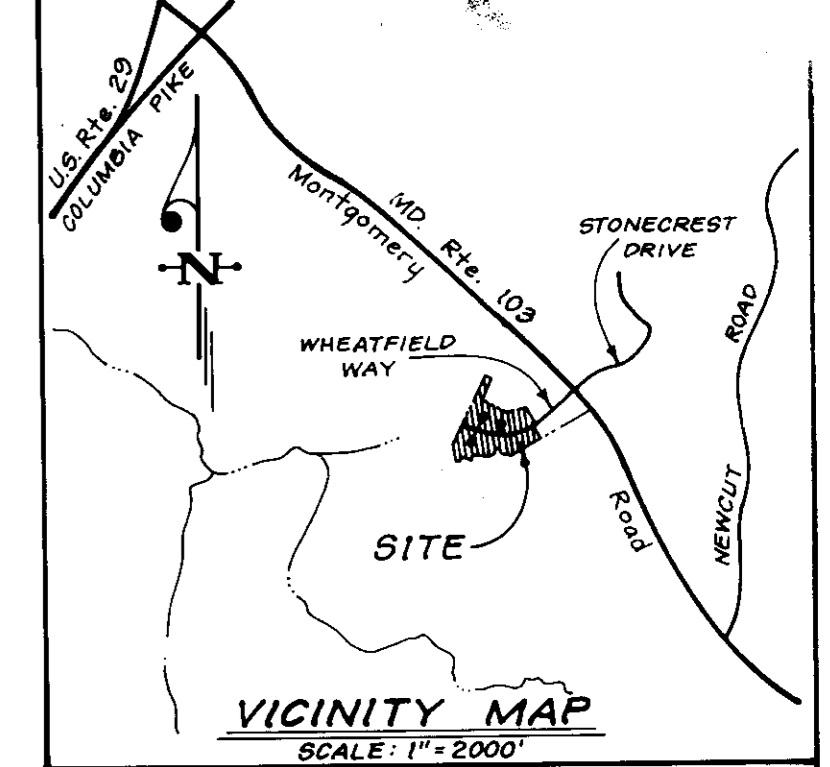 U.S. Rte. 29
COLUMBIA PIKE
N
MD. Rte. 103
Montgomery
Road
STONECREST
DRIVE
WHEATFIELD
WAY
NEWCUT ROAD
SITE
VICINITY MAP
SCALE: 1" = 2000'